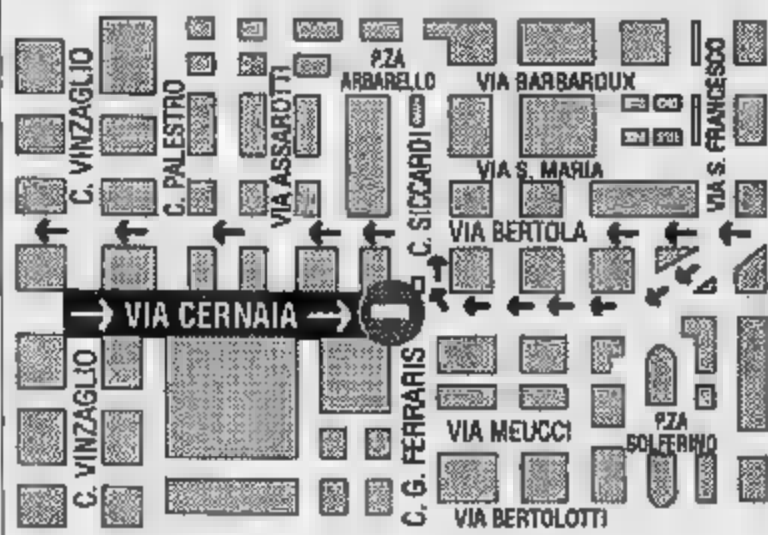 C. VINZAGLIO
C. PALESTRO
VIA ASSAROTTI
P.ZA
ARBARELLO
C. SICCARDI
VIA BARBAROUX
VIA S. MARIA
VIA S. FRANCESCO
VIA BERTOLA
VIA CERNAIA
C. VINZAGLIO
C. G. FERRARIS
VIA MEUCCI
P.ZA
SOLFERINO
VIA BERTOLOTTI